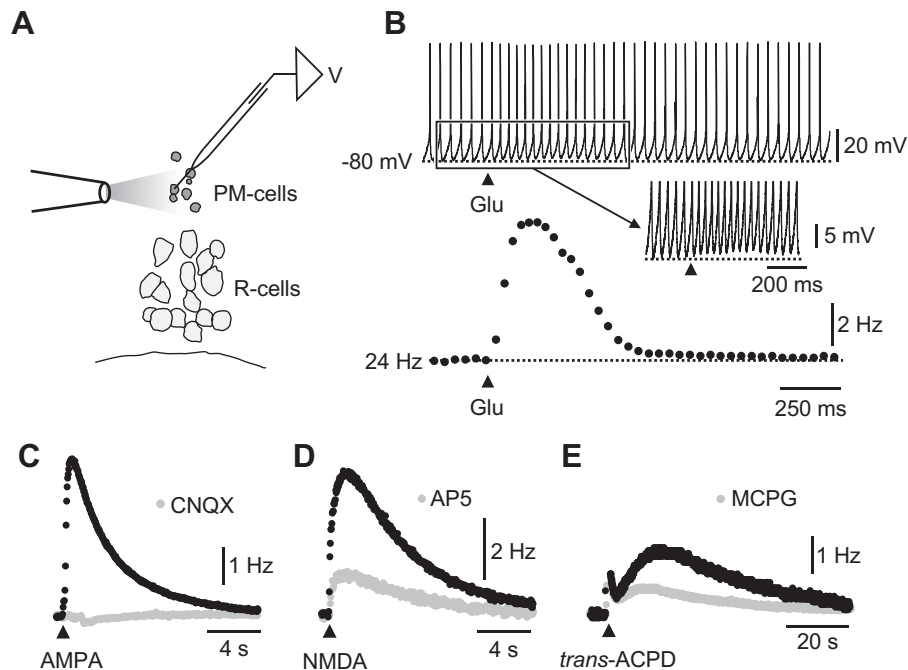 A
V
PM-cells
R-cells
B
-80 mV
20 mV
Glu
5 mV
200 ms
24 Hz
2 Hz
Glu
250 ms
C
CNQX
1 Hz
AMPA
4 s
D
AP5
2 Hz
NMDA
4 s
E
MCPG
1 Hz
trans-ACPD
20 s